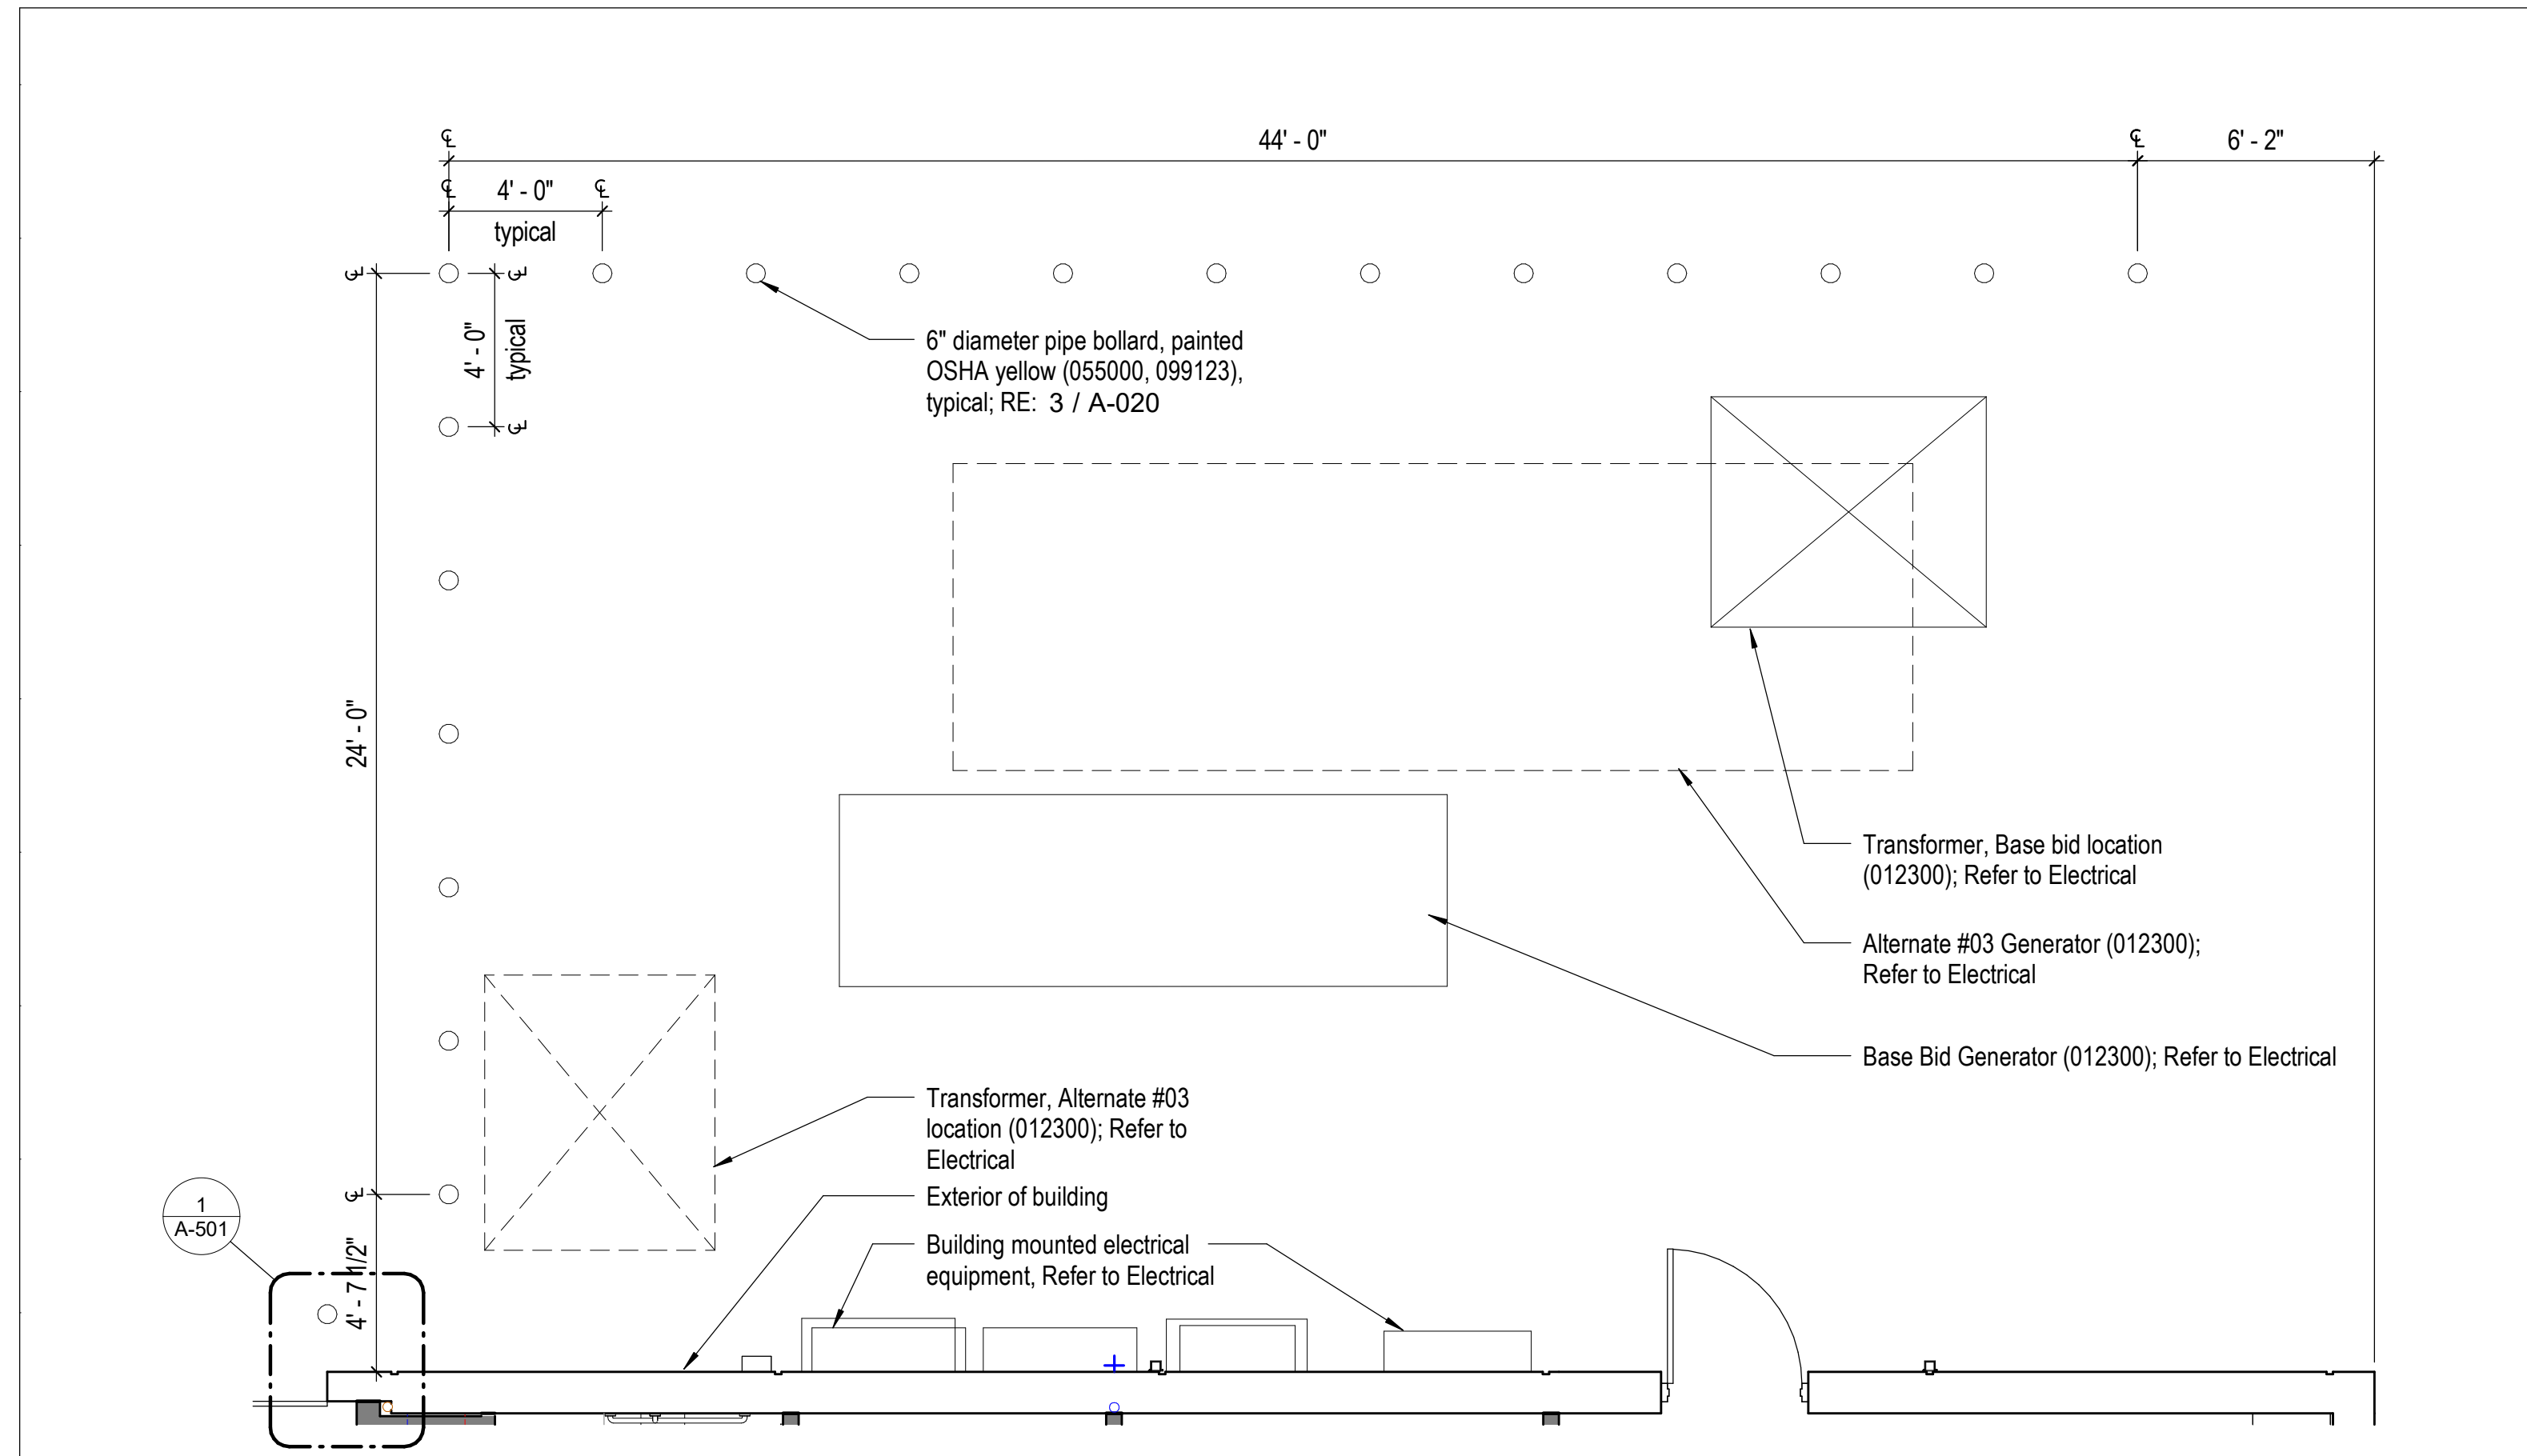 44' - 0"
6' - 2"
4' - 0"
typical
4' - 0"
typical
6" diameter pipe bollard, painted
OSHA yellow (055000, 099123),
typical; RE: 3 / A-020
24' - 0"
Transformer, Base bid location
(012300); Refer to Electrical
Alternate #03 Generator (012300);
Refer to Electrical
Base Bid Generator (012300); Refer to Electrical
Transformer, Alternate #03
location (012300); Refer to
Electrical
Exterior of building
Building mounted electrical
equipment, Refer to Electrical
1
A-501
4' - 7 1/2"